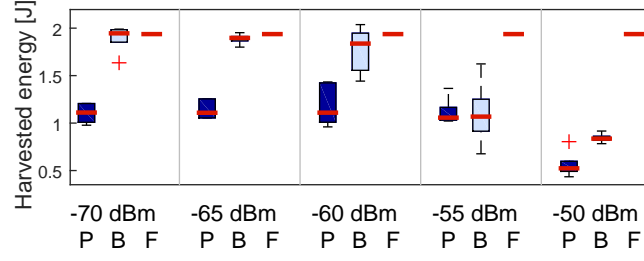 Harvested energy [J]
2
1.5
1
0.5
-70 dBm -65 dBm -60 dBm -55 dBm -50 dBm
P B F P B F P B F P B F P B F